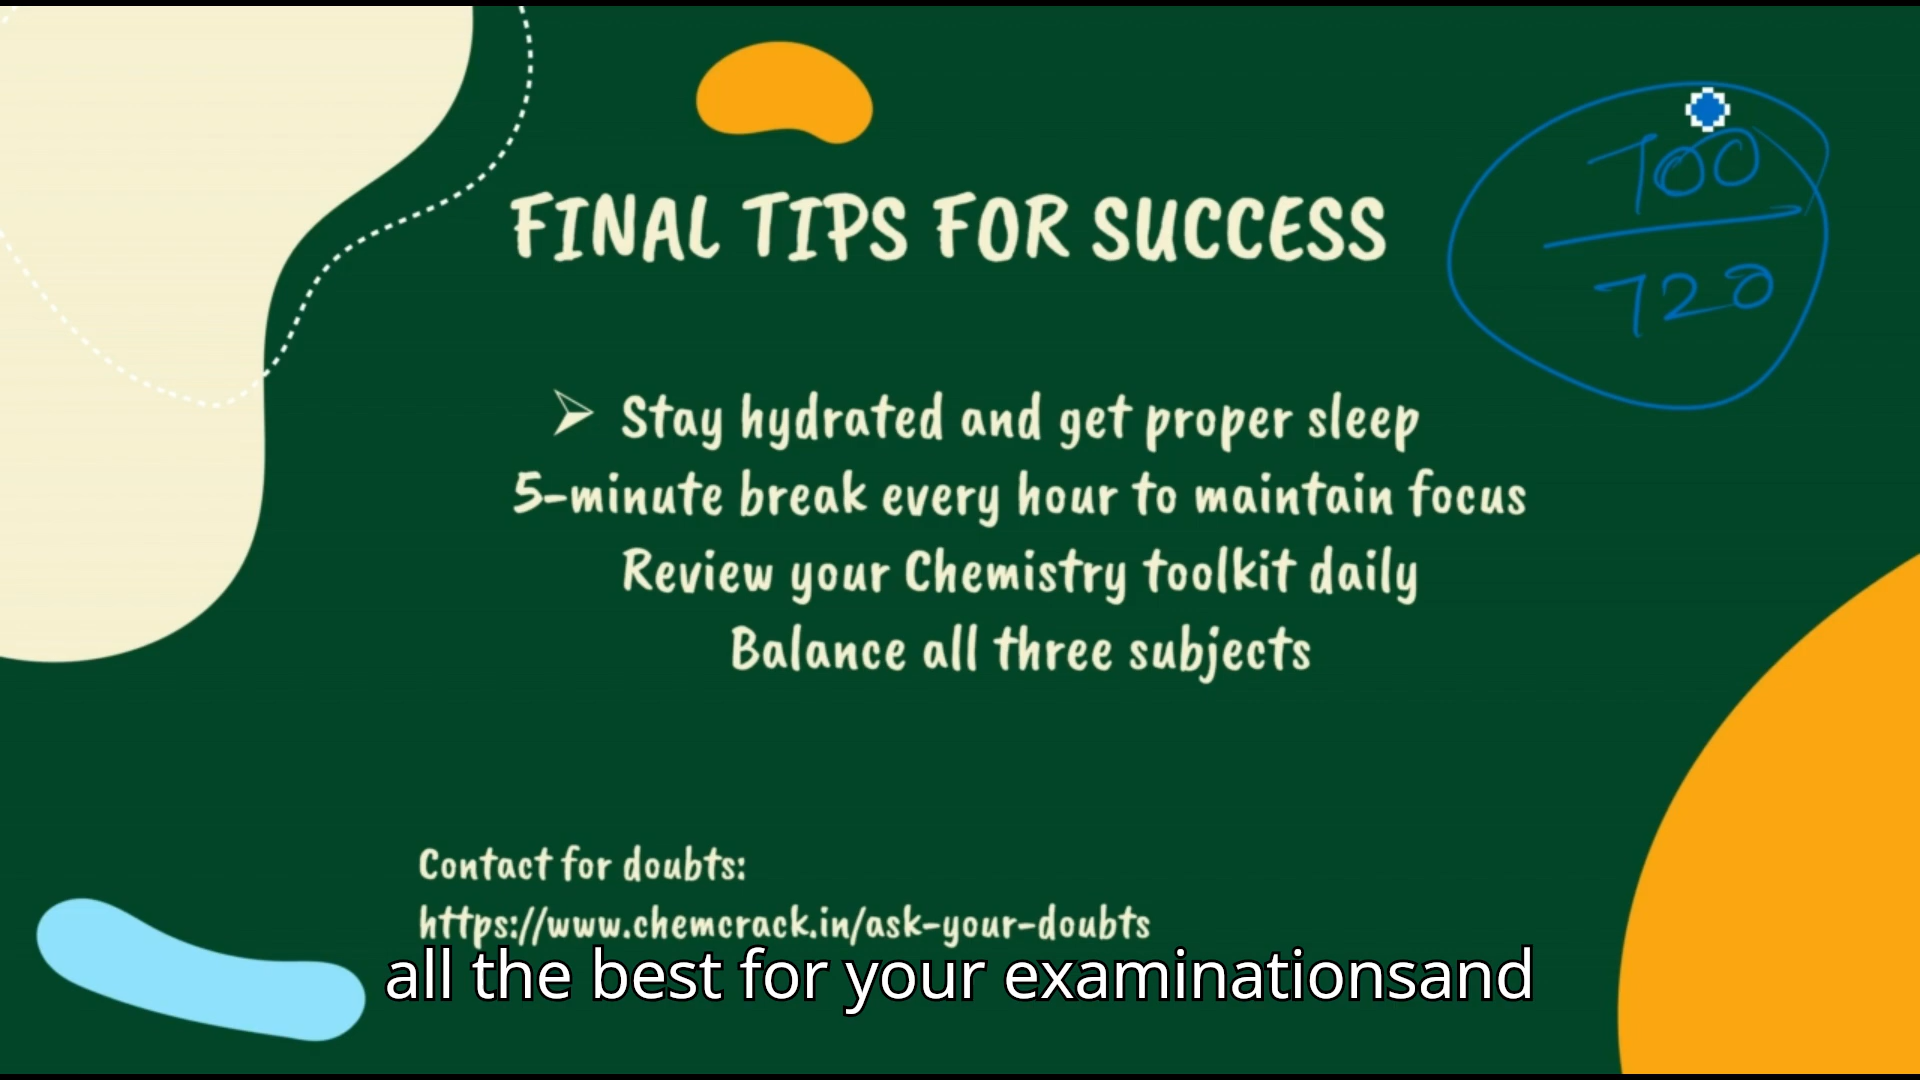 700
720
FINAL TIPS FOR SUCCESS
➢ Stay hydrated and get proper sleep
5-minute break every hour to maintain focus
Review your Chemistry toolkit daily
Balance all three subjects
Contact for doubts:
https://www.chemcrack.in/ask-your-doubts
all the best for your examinationsand